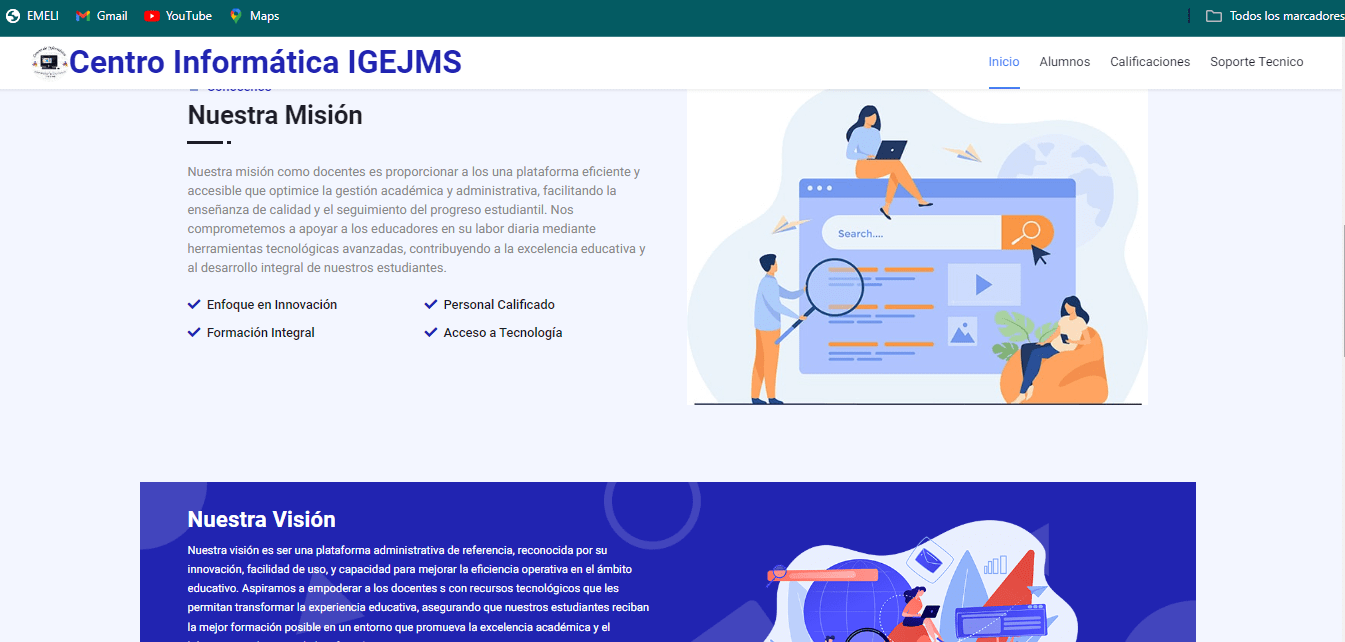 EMELI
Gmail
YouTube
Maps
Todos los marcadores
Centro Informática IGEJMS
Inicio
Alumnos
Calificaciones
Soporte Tecnico
Conócenos
Nuestra Misión
Nuestra misión como docentes es proporcionar a los una plataforma eficiente y
accesible que optimice la gestión académica y administrativa, facilitando la
enseñanza de calidad y el seguimiento del progreso estudiantil. Nos
comprometemos a apoyar a los educadores en su labor diaria mediante
herramientas tecnológicas avanzadas, contribuyendo a la excelencia educativa y
al desarrollo integral de nuestros estudiantes.
Enfoque en Innovación
Personal Calificado
Formación Integral
Acceso a Tecnología
Search....
Nuestra Visión
Nuestra visión es ser una plataforma administrativa de referencia, reconocida por su
innovación, facilidad de uso, y capacidad para mejorar la eficiencia operativa en el ámbito
educativo. Aspiramos a empoderar a los docentes s con recursos tecnológicos que les
permitan transformar la experiencia educativa, asegurando que nuestros estudiantes reciban
la mejor formación posible en un entorno que promueva la excelencia académica y el